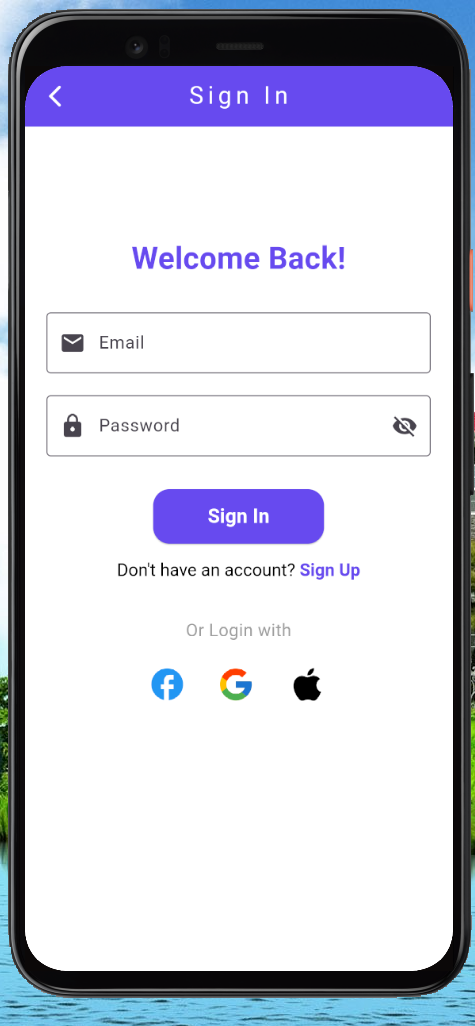 Sign In
Welcome Back!
Email
Password
Sign In
Don't have an account? Sign Up
Or Login with